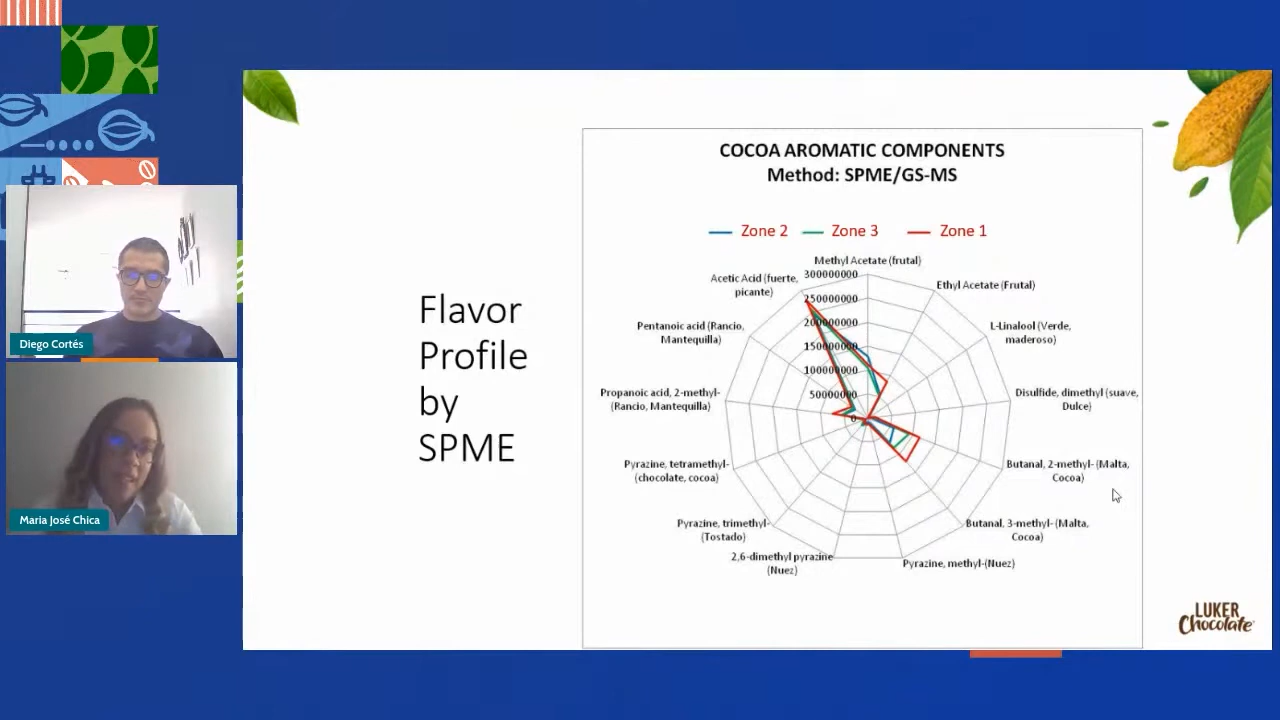 COCOA AROMATIC COMPONENTS
Method: SPME/GS-MS
Zone 2
Zone 3
Zone 1
Methyl Acetate (frutal)
Ethyl Acetate (Frutal)
L-Linalool (Verde,
maderoso)
Disulfide, dimethyl (suave,
Dulce)
Butanal, 2-methyl- (Malta,
Cocoa)
Butanal, 3-methyl- (Malta,
Cocoa)
Pyrazine, methyl-(Nuez)
2,6-dimethyl pyrazine
(Nuez)
Pyrazine, trimethyl-
(Tostado)
Pyrazine, tetramethyl-
(chocolate, cocoa)
Propanoic acid, 2-methyl-
(Rancio, Mantequilla)
Pentanoic acid (Rancio,
Mantequilla)
Acetic Acid (fuerte,
picante)
300000000
250000000
200000000
150000000
100000000
50000000
0
Flavor
Profile
by
SPME
Diego Cortés
Maria José Chica
LUKER
Chocolate